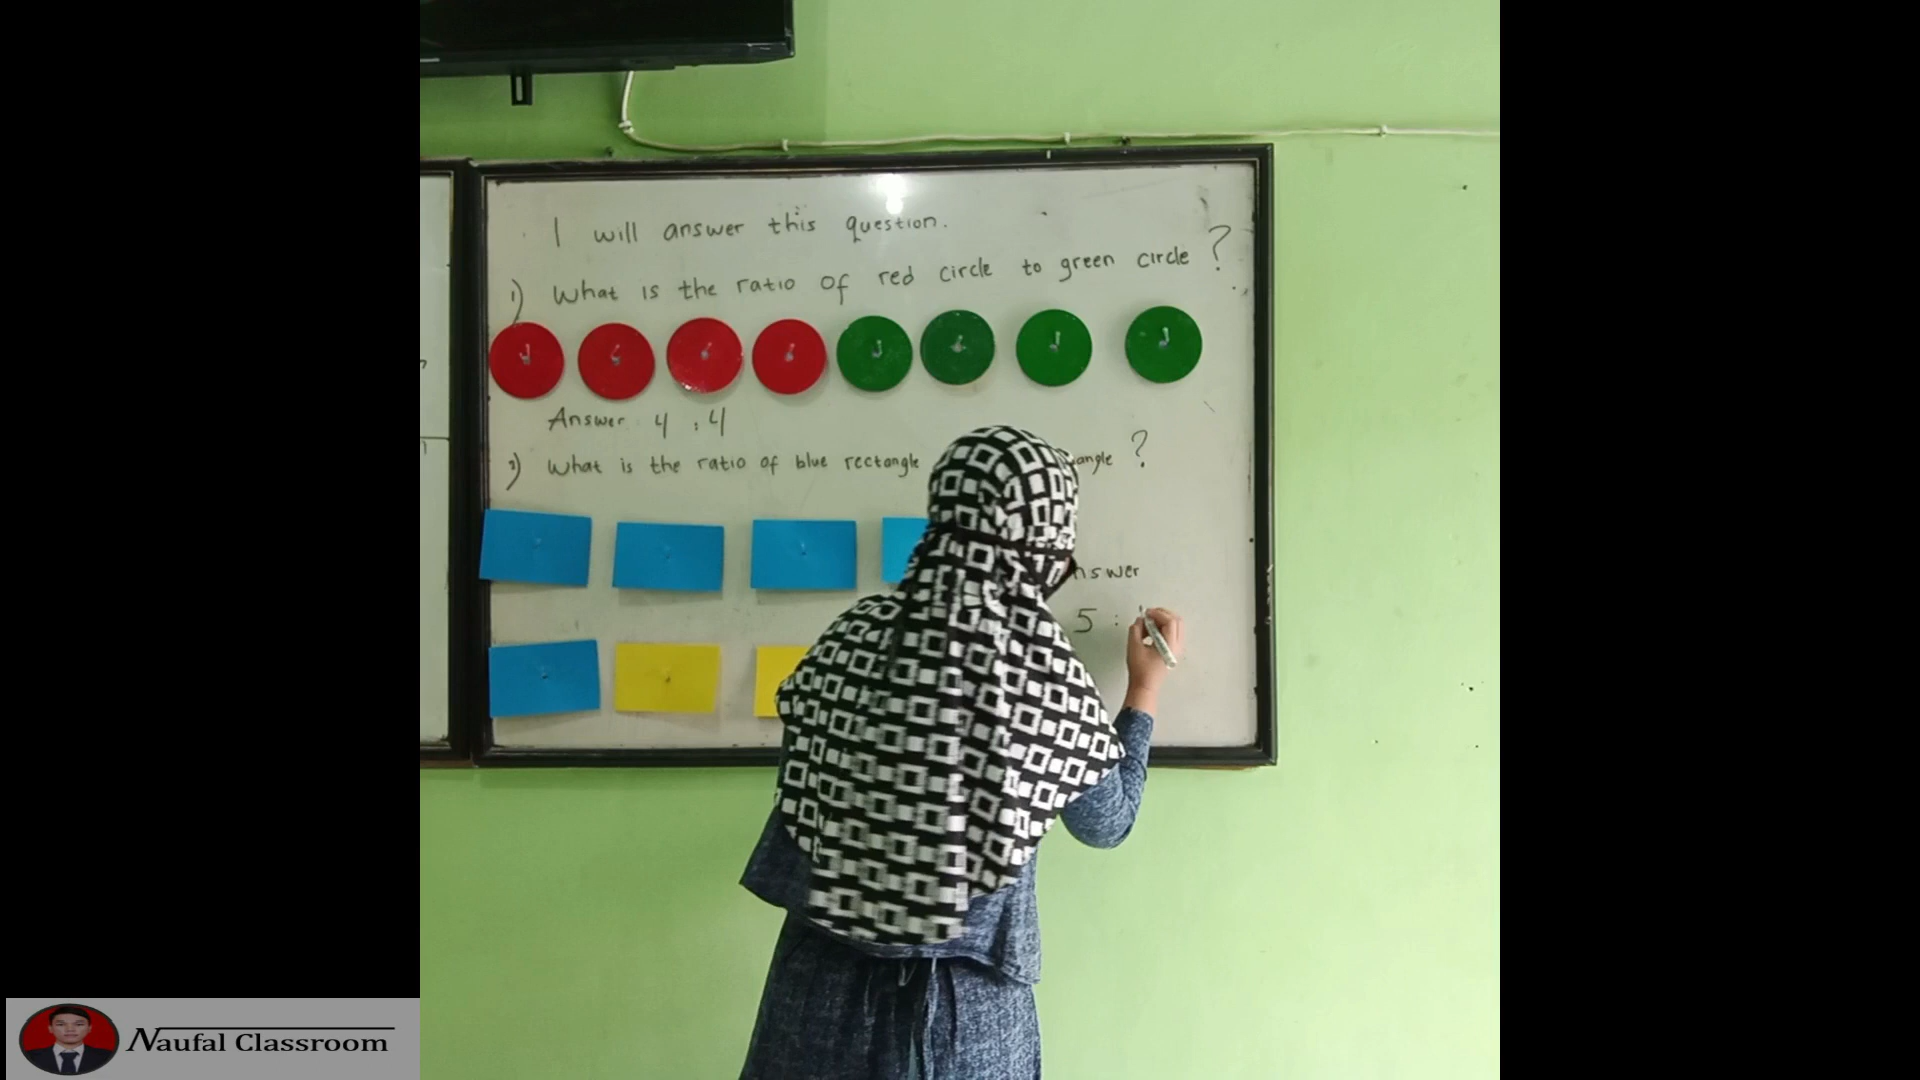 I will answer this question.
1) What is the ratio of red circle to green circle ?
Answer 4 : 4
2) What is the ratio of blue rectangle ?
5 :
Naufal Classroom